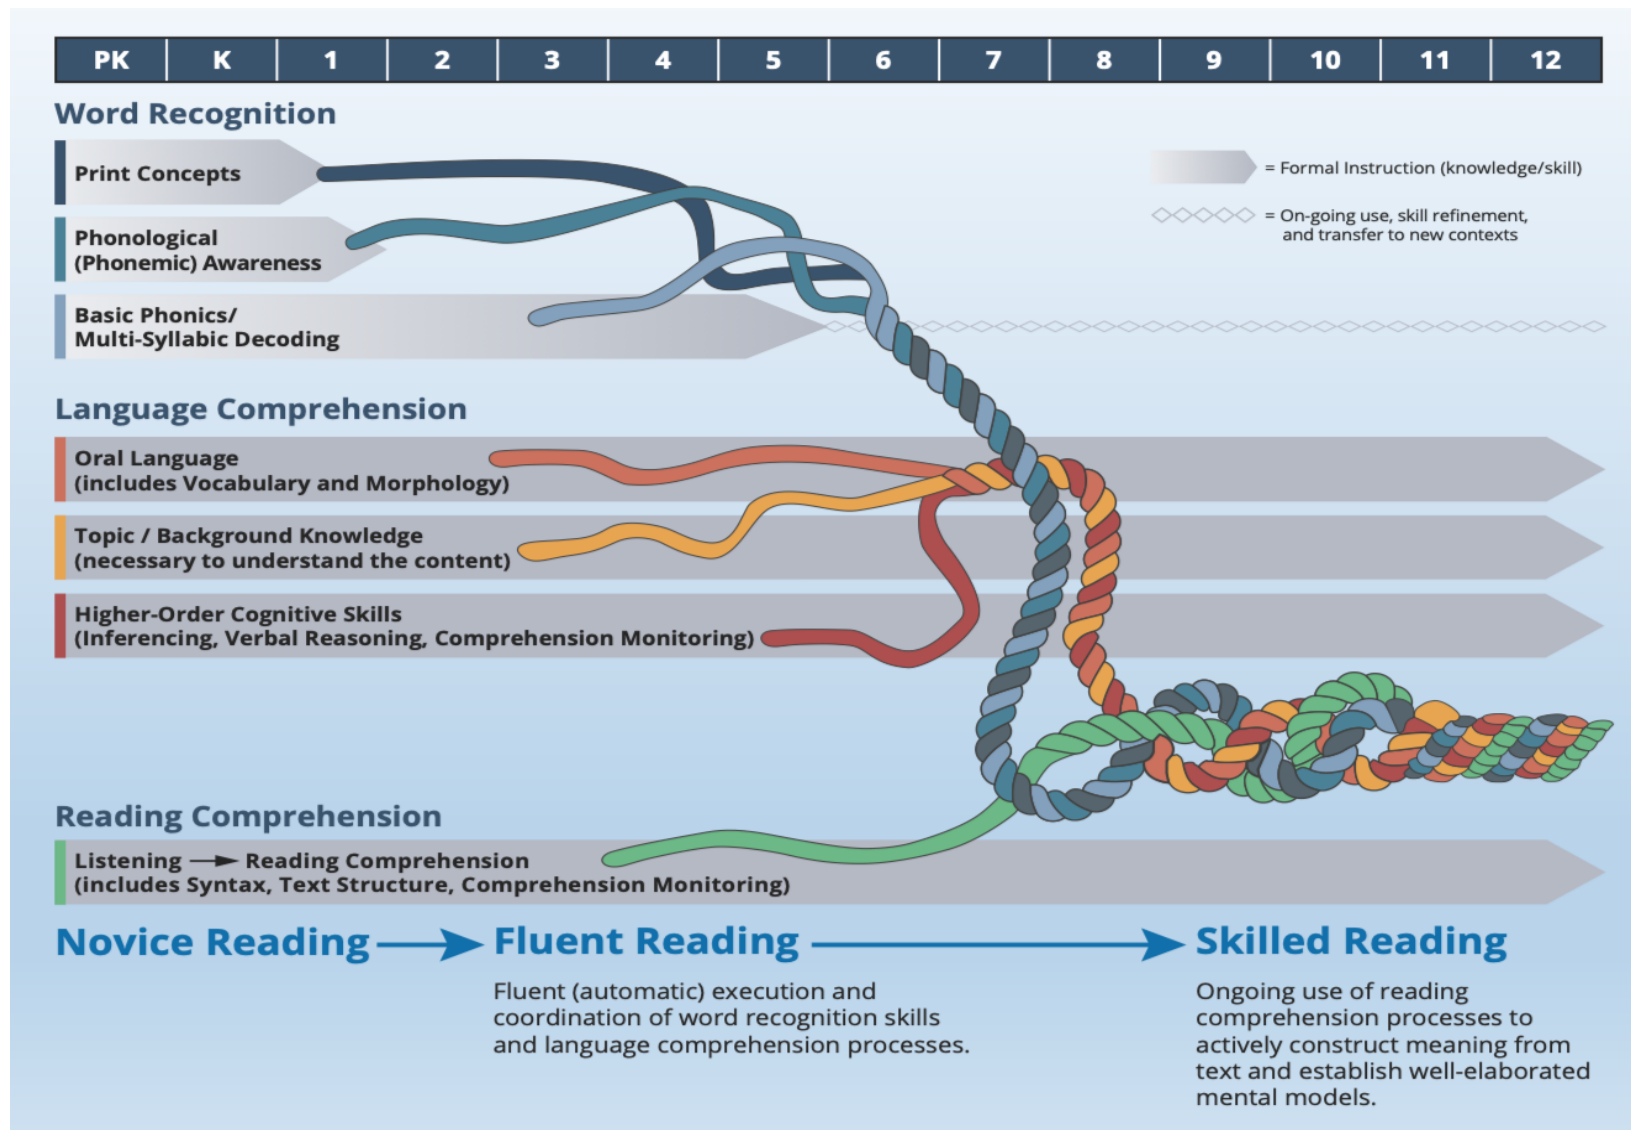 PK K 1 2 3 4 5 6 7 8 9 10 11 12
Word Recognition
Print Concepts
Phonological
(Phonemic) Awareness
Basic Phonics/
Multi-Syllabic Decoding
= Formal Instruction (knowledge/skill)
= On-going use, skill refinement,
and transfer to new contexts
Language Comprehension
Oral Language
(includes Vocabulary and Morphology)
Topic / Background Knowledge
(necessary to understand the content)
Higher-Order Cognitive Skills
(Inferencing, Verbal Reasoning, Comprehension Monitoring)
Reading Comprehension
Listening → Reading Comprehension
(includes Syntax, Text Structure, Comprehension Monitoring)
Novice Reading → Fluent Reading → Skilled Reading
Fluent (automatic) execution and
coordination of word recognition skills
and language comprehension processes.
Ongoing use of reading
comprehension processes to
actively construct meaning from
text and establish well-elaborated
mental models.